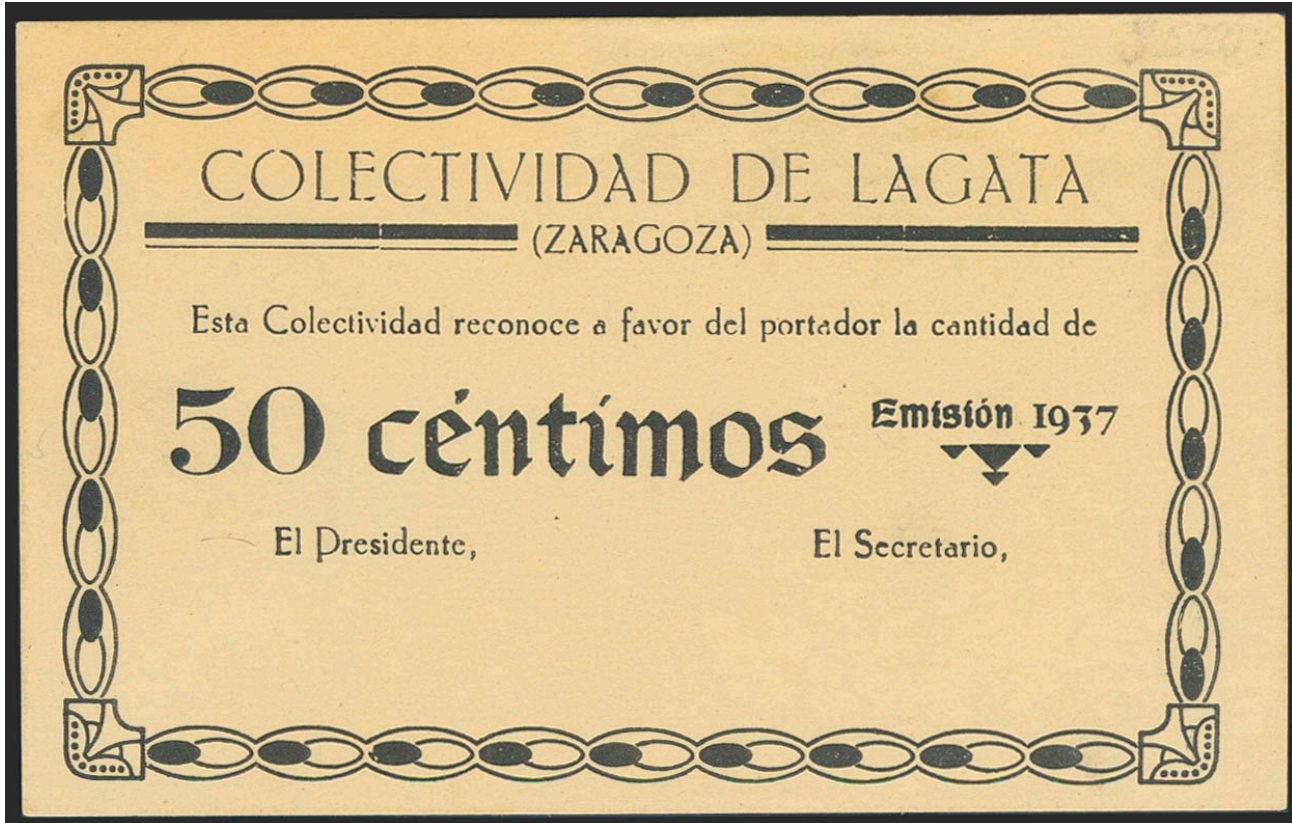 COLECTIVIDAD DE LAGATA
(ZARAGOZA)
Esta Colectividad reconoce a favor del portador la cantidad de
50 céntimos
Emisión 1937
El Presidente,
El Secretario,